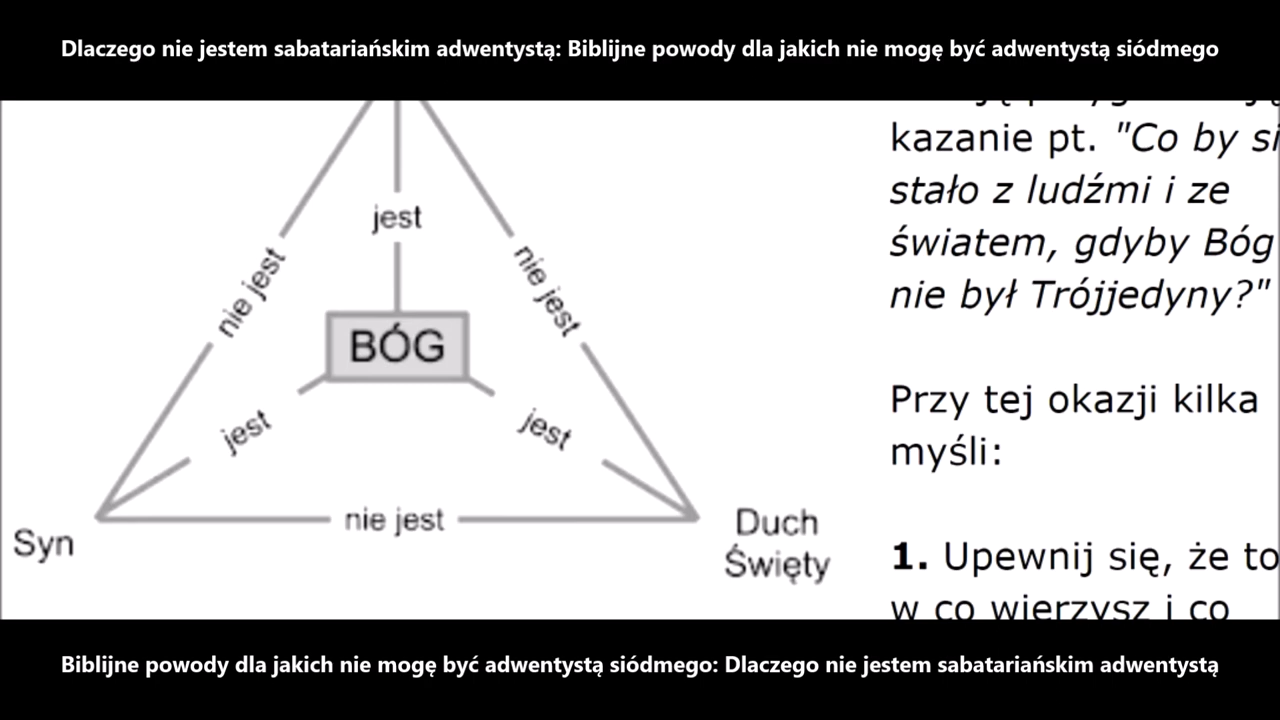 Dlaczego nie jestem sabatariańskim adwentystą: Biblijne powody dla jakich nie mogę być adwentystą siódmego
jest
nie jest
nie jest
BÓG
jest
jest
nie jest
Syn
Duch
Święty
kazanie pt. "Co by si
stało z ludźmi i ze
światem, gdyby Bóg
nie był Trójjedyny?"
Przy tej okazji kilka
myśli:
1. Upewnij się, że to
w co wierzysz i co
Biblijne powody dla jakich nie mogę być adwentystą siódmego: Dlaczego nie jestem sabatariańskim adwentystą